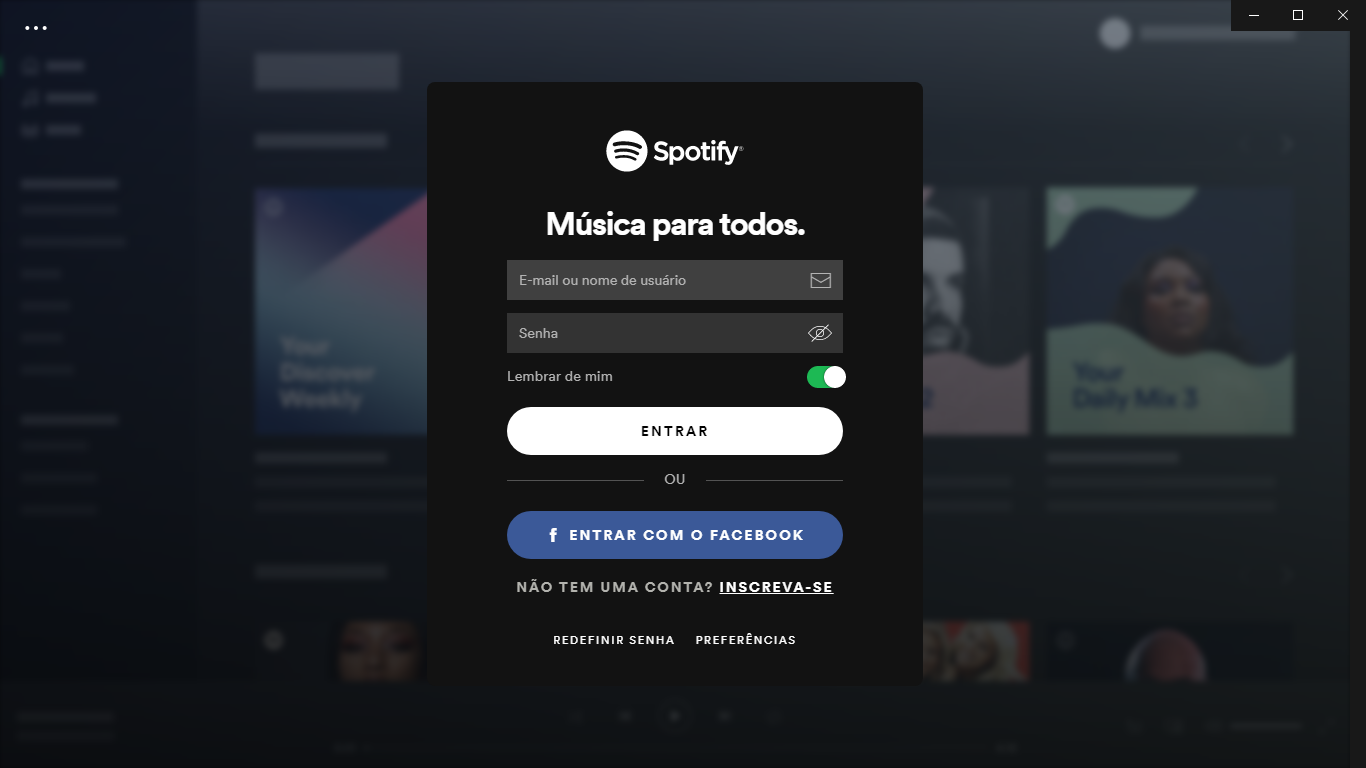 Spotify®
Música para todos.
E-mail ou nome de usuário
Senha
Lembrar de mim
ENTRAR
OU
f ENTRAR COM O FACEBOOK
NÃO TEM UMA CONTA? INSCREVA-SE
REDEFINIR SENHA PREFERÊNCIAS
Your
Discover
Weekly
2
Your
Daily Mix 3